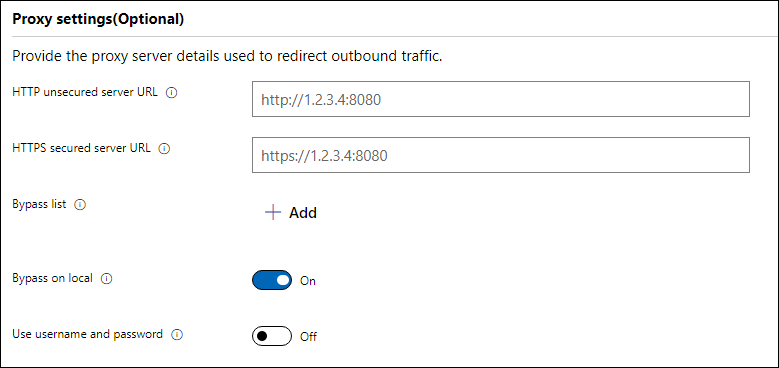 Proxy settings(Optional)
Provide the proxy server details used to redirect outbound traffic.
HTTP unsecured server URL
http://1.2.3.4:8080
HTTPS secured server URL
https://1.2.3.4:8080
Bypass list
Add
Bypass on local
On
Use username and password
Off